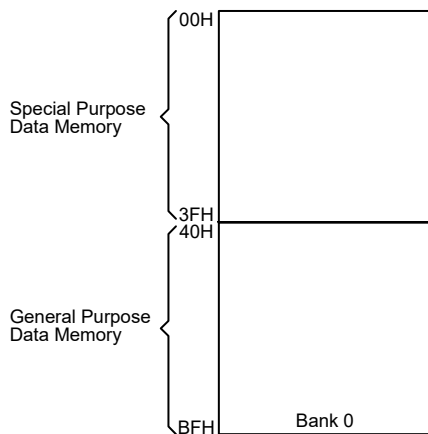 00H
Special Purpose
Data Memory
3FH
40H
General Purpose
Data Memory
BFH
Bank 0